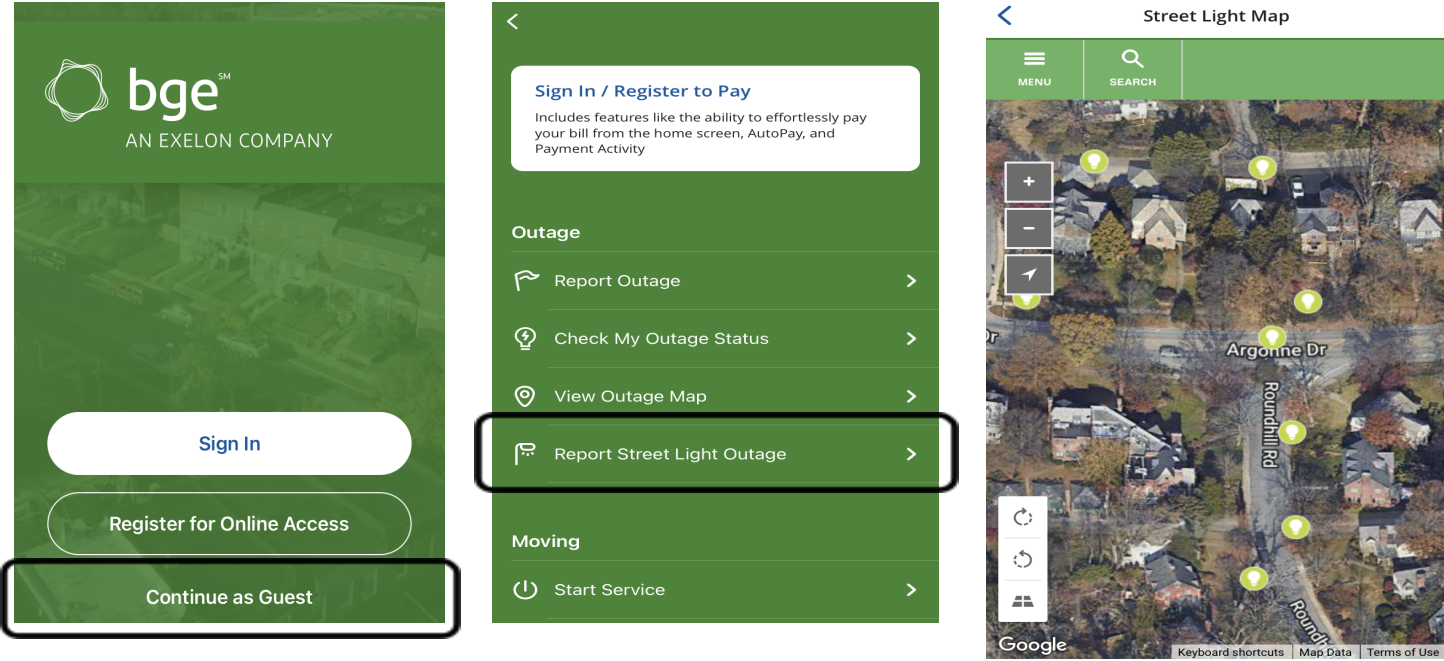 bge℠
AN EXELON COMPANY
Sign In
Register for Online Access
Continue as Guest
Sign In / Register to Pay
Includes features like the ability to effortlessly pay
your bill from the home screen, AutoPay, and
Payment Activity
Outage
Report Outage
Check My Outage Status
View Outage Map
Report Street Light Outage
Moving
Start Service
Street Light Map
MENU
SEARCH
Dr
Argonne Dr
Roundhill Rd
Roundh
Google
Keyboard shortcuts
Map Data
Terms of Use